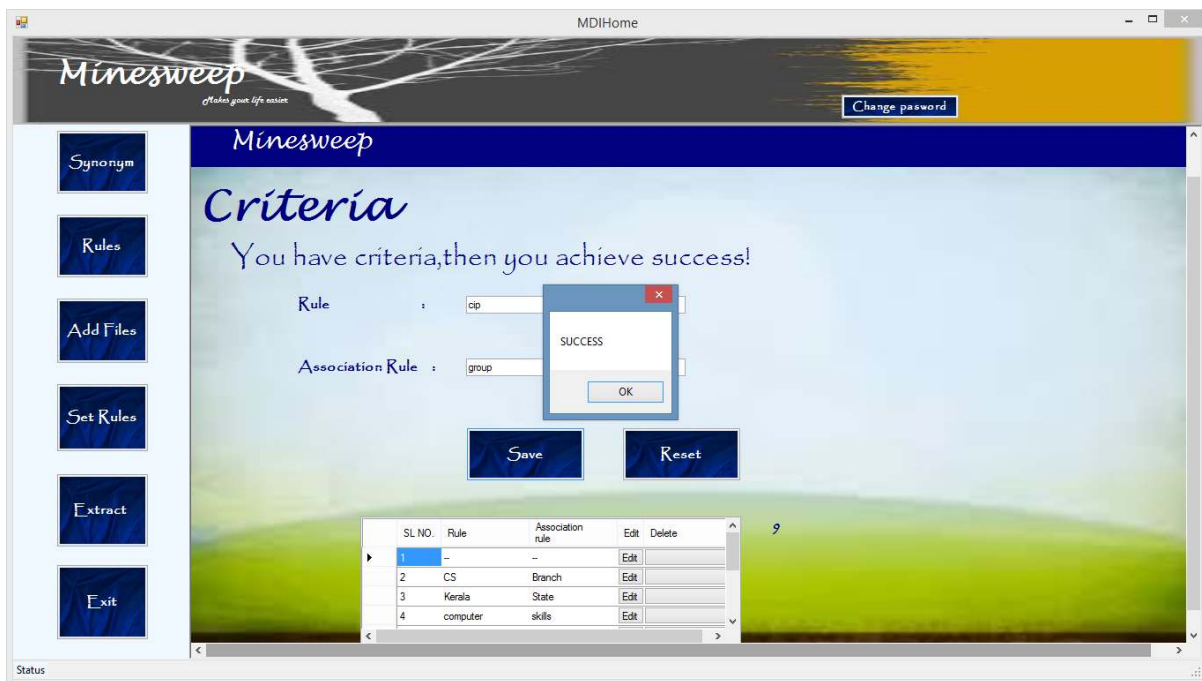 MDIHome
Minesweep
Makes your life easier
Change pasword
Synonym
Rules
Add Files
Set Rules
Extract
Exit
Minesweep
Criteria
You have criteria,then you achieve success!
Rule : cip
Association Rule : group
SUCCESS
OK
Save Reset
SL NO. Rule Association rule Edit Delete
1 -- -- Edit
2 CS Branch Edit
3 Kerala State Edit
4 computer skills Edit
,
Status